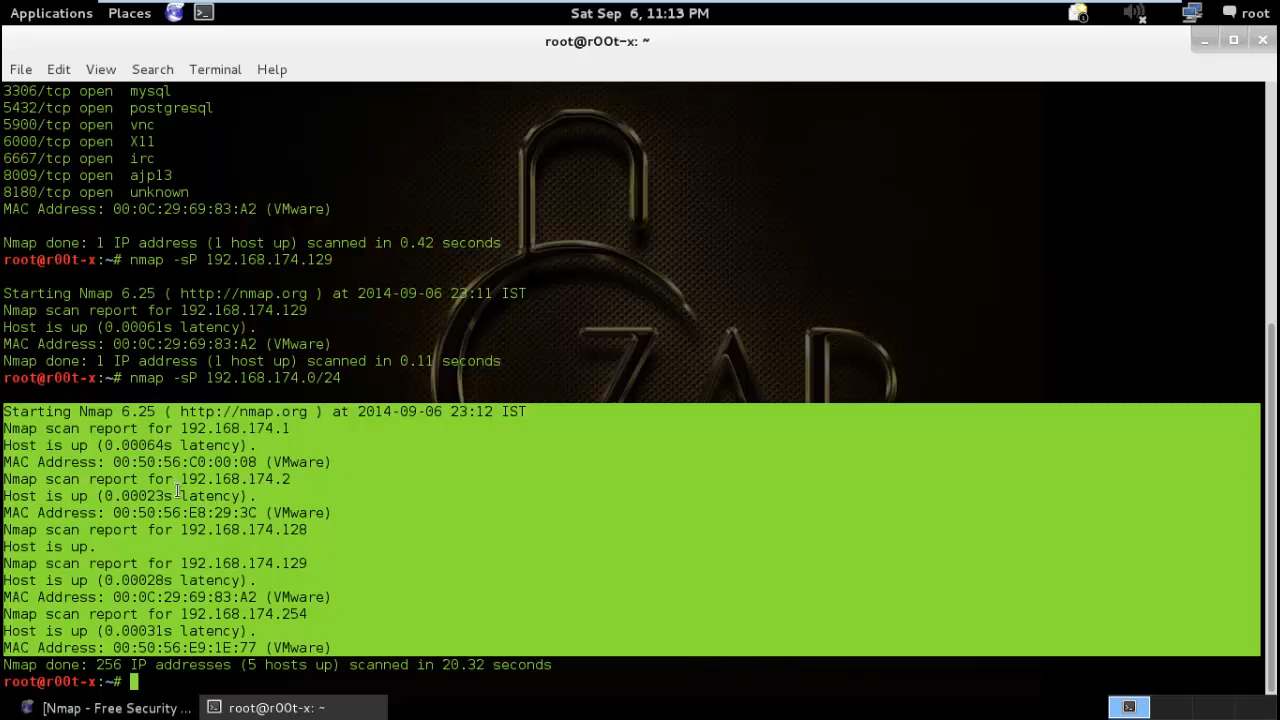 Applications Places Sat Sep 6, 11:13 PM root
root@r00t-x: ~
File Edit View Search Terminal Help
3306/tcp open  mysql
5432/tcp open  postgresql
5900/tcp open  vnc
6000/tcp open  X11
6667/tcp open  irc
8009/tcp open  ajp13
8180/tcp open  unknown
MAC Address: 00:0C:29:69:83:A2 (VMware)
Nmap done: 1 IP address (1 host up) scanned in 0.42 seconds
root@r00t-x:~# nmap -sP 192.168.174.129
Starting Nmap 6.25 ( http://nmap.org ) at 2014-09-06 23:11 IST
Nmap scan report for 192.168.174.129
Host is up (0.00061s latency).
MAC Address: 00:0C:29:69:83:A2 (VMware)
Nmap done: 1 IP address (1 host up) scanned in 0.11 seconds
root@r00t-x:~# nmap -sP 192.168.174.0/24
ZAP
Starting Nmap 6.25 ( http://nmap.org ) at 2014-09-06 23:12 IST
Nmap scan report for 192.168.174.1
Host is up (0.00064s latency).
MAC Address: 00:50:56:C0:00:08 (VMware)
Nmap scan report for 192.168.174.2
Host is up (0.00023s latency).
MAC Address: 00:50:56:E8:29:3C (VMware)
Nmap scan report for 192.168.174.128
Host is up.
Nmap scan report for 192.168.174.129
Host is up (0.00028s latency).
MAC Address: 00:0C:29:69:83:A2 (VMware)
Nmap scan report for 192.168.174.254
Host is up (0.00031s latency).
MAC Address: 00:50:56:E9:1E:77 (VMware)
Nmap done: 256 IP addresses (5 hosts up) scanned in 20.32 seconds
root@r00t-x:~#
[Nmap - Free Security ... root@r00t-x: ~